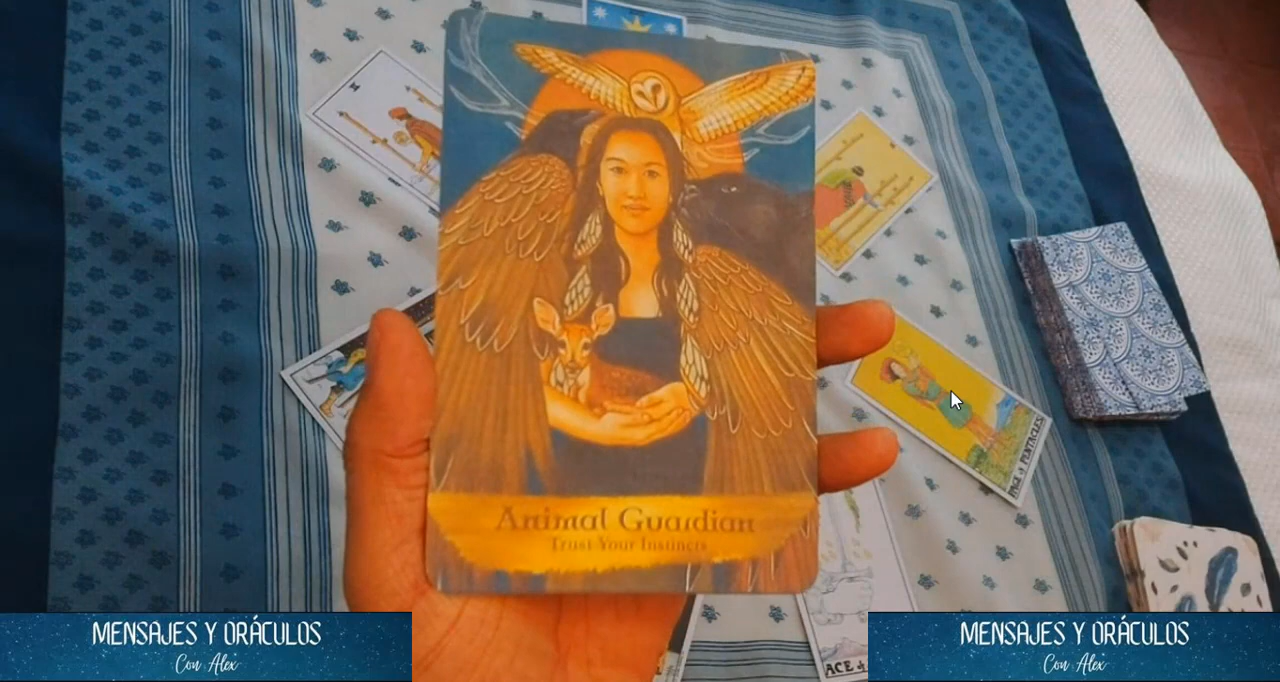 Animal Guardian
Trust Your Instincts
PAGE of PENTACLES
ACE of
MENSAJES Y ORÁCULOS
Con Alex
MENSAJES Y ORÁCULOS
Con Alex